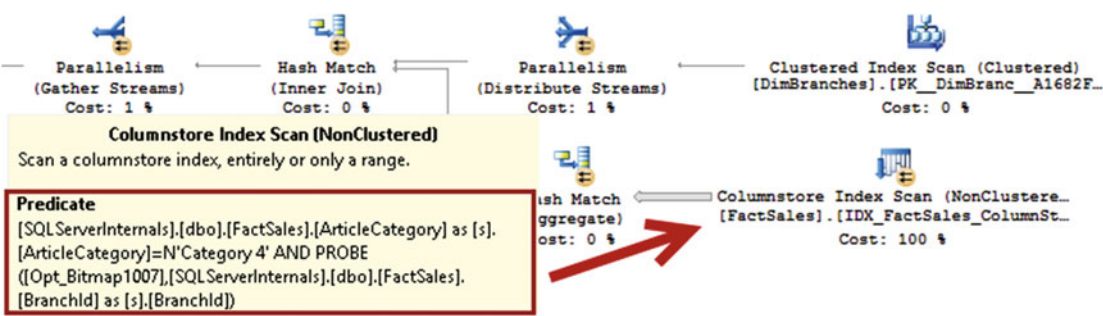 Parallelism
(Gather Streams)
Cost: 1 %
Hash Match
(Inner Join)
Cost: 0 %
Parallelism
(Distribute Streams)
Cost: 1 %
Clustered Index Scan (Clustered)
[DimBranches].[PK__DimBranc__A1682F…
Cost: 0 %
Columnstore Index Scan (NonClustered)
Scan a columnstore index, entirely or only a range.
Predicate
[SQLServerInternals].[dbo].[FactSales].[ArticleCategory] as [s].
[ArticleCategory]=N'Category 4' AND PROBE
([Opt_Bitmap1007],[SQLServerInternals].[dbo].[FactSales].
[BranchId] as [s].[BranchId])
ash Match
ggregate)
ost: 0 %
Columnstore Index Scan (NonClustere…
[FactSales].[IDX_FactSales_ColumnSt…
Cost: 100 %